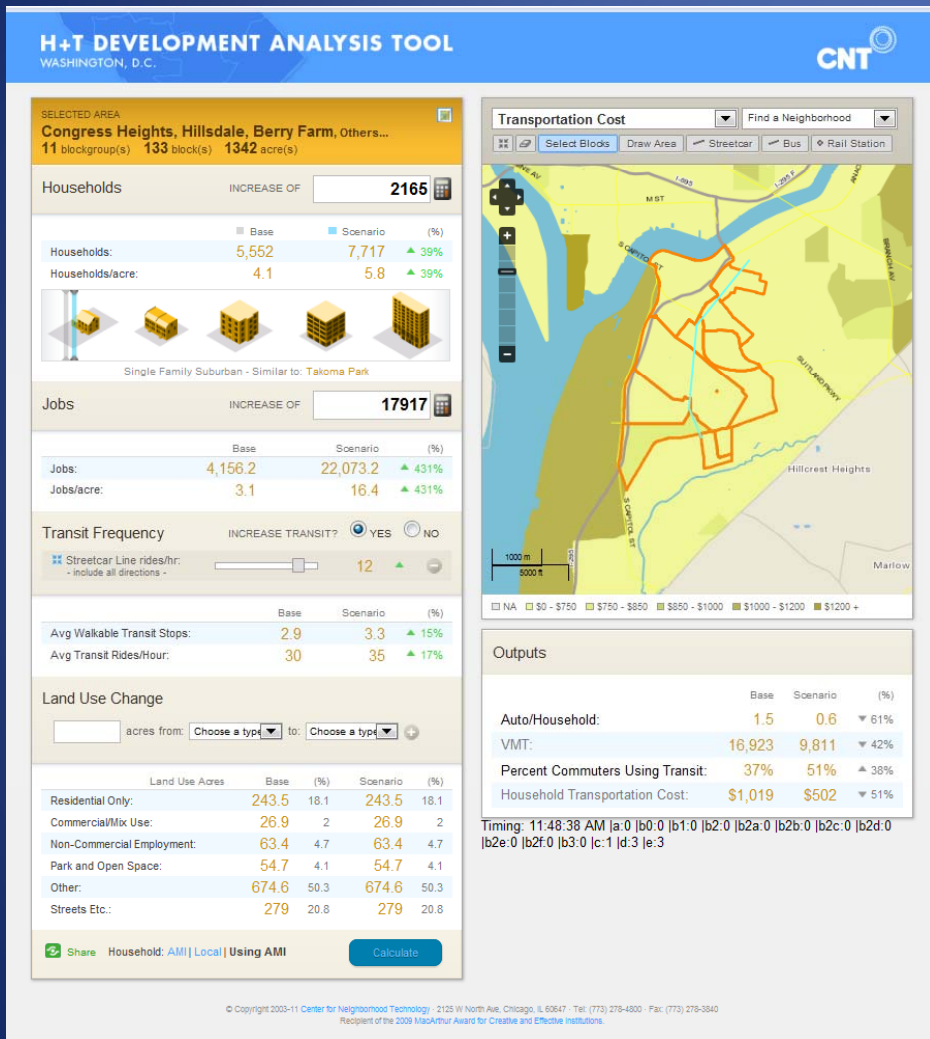 H+T DEVELOPMENT ANALYSIS TOOL
WASHINGTON, D.C.
CNT
SELECTED AREA
Congress Heights, Hillsdale, Berry Farm, Others...
11 blockgroup(s) 133 block(s) 1342 acre(s)
Households INCREASE OF 2165
Base Scenario (%)
Households: 5,552 7,717 39%
Households/acre: 4.1 5.8 39%
Single Family Suburban - Similar to: Takoma Park
Jobs INCREASE OF 17917
Base Scenario (%)
Jobs: 4,156.2 22,073.2 431%
Jobs/acre: 3.1 16.4 431%
Transit Frequency INCREASE TRANSIT? YES NO
Streetcar Line rides/hr: 12
- include all directions -
Base Scenario (%)
Avg Walkable Transit Stops: 2.9 3.3 15%
Avg Transit Rides/Hour: 30 35 17%
Land Use Change
acres from: Choose a type to: Choose a type
Land Use Acres Base (%) Scenario (%)
Residential Only: 243.5 18.1 243.5 18.1
Commercial/Mix Use: 26.9 2 26.9 2
Non-Commercial Employment: 63.4 4.7 63.4 4.7
Park and Open Space: 54.7 4.1 54.7 4.1
Other: 674.6 50.3 674.6 50.3
Streets Etc.: 279 20.8 279 20.8
Share Household: AMI | Local | Using AMI Calculate
Transportation Cost Find a Neighborhood
Select Blocks Draw Area Streetcar Bus Rail Station
I-695
I-295 F
M ST
S CAPITOL ST
BRANCH AV
SUITLAND PKWY
Hillcrest Heights
S CAPITOL ST
I-295
Marlow
1000 m
5000 ft
NA $0 - $750 $750 - $850 $850 - $1000 $1000 - $1200 $1200 +
Outputs
Base Scenario (%)
Auto/Household: 1.5 0.6 61%
VMT: 16,923 9,811 42%
Percent Commuters Using Transit: 37% 51% 38%
Household Transportation Cost: $1,019 $502 51%
Timing: 11:48:38 AM |a:0 |b0:0 |b1:0 |b2:0 |b2a:0 |b2b:0 |b2c:0 |b2d:0
|b2e:0 |b2f:0 |b3:0 |c:1 |d:3 |e:3
© Copyright 2003-11 Center for Neighborhood Technology - 2125 W North Ave, Chicago, IL 60647 - Tel: (773) 278-4800 - Fax: (773) 278-3840
Recipient of the 2009 MacArthur Award for Creative and Effective Institutions.